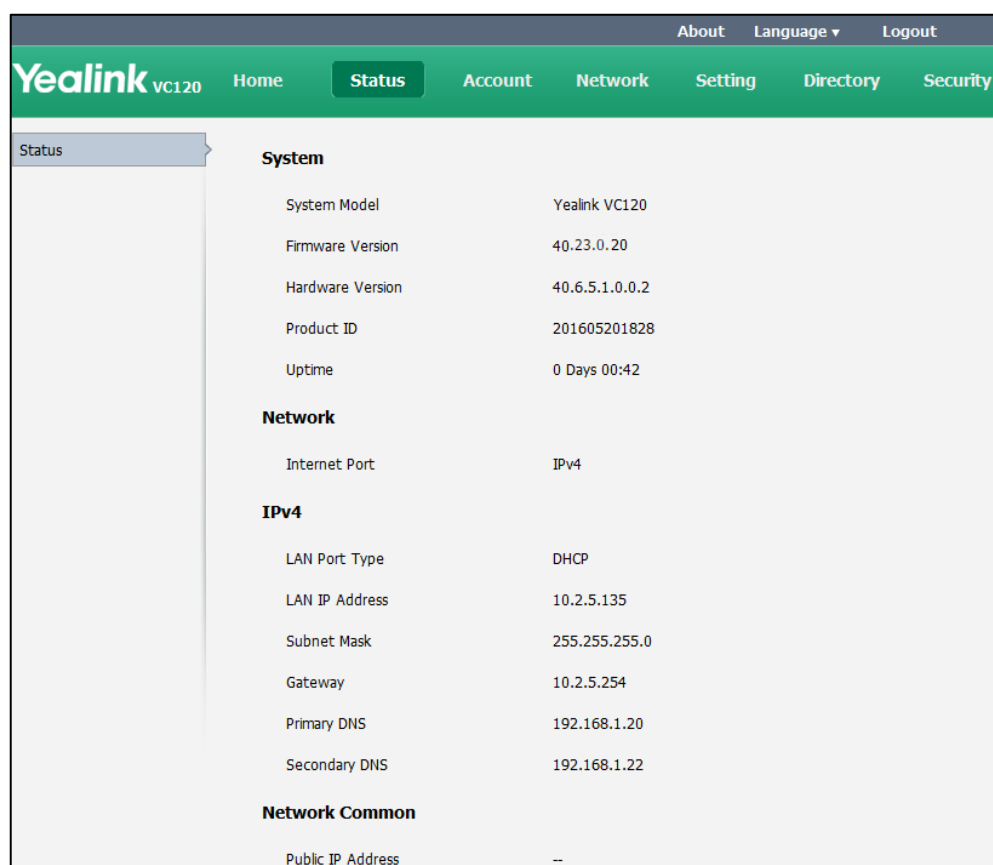 About Language ▾ Logout
Yealink VC120 Home Status Account Network Setting Directory Security
Status
System
System Model Yealink VC120
Firmware Version 40.23.0.20
Hardware Version 40.6.5.1.0.0.2
Product ID 201605201828
Uptime 0 Days 00:42
Network
Internet Port IPv4
IPv4
LAN Port Type DHCP
LAN IP Address 10.2.5.135
Subnet Mask 255.255.255.0
Gateway 10.2.5.254
Primary DNS 192.168.1.20
Secondary DNS 192.168.1.22
Network Common
Public IP Address --